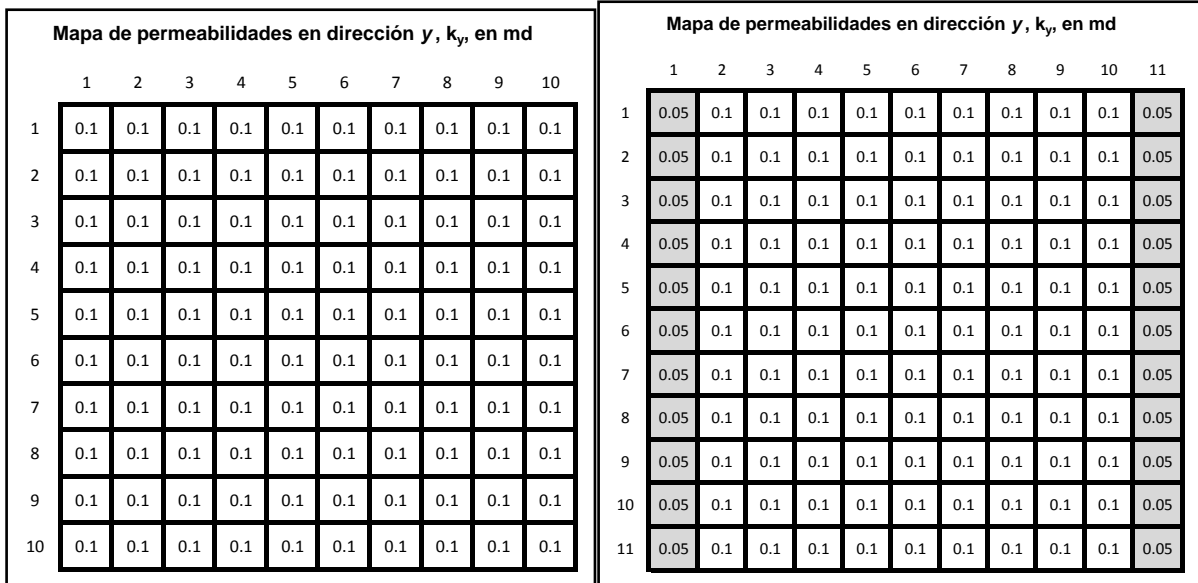 Mapa de permeabilidades en dirección y, ky, en md
1 2 3 4 5 6 7 8 9 10
1 0.1 0.1 0.1 0.1 0.1 0.1 0.1 0.1 0.1 0.1
2 0.1 0.1 0.1 0.1 0.1 0.1 0.1 0.1 0.1 0.1
3 0.1 0.1 0.1 0.1 0.1 0.1 0.1 0.1 0.1 0.1
4 0.1 0.1 0.1 0.1 0.1 0.1 0.1 0.1 0.1 0.1
5 0.1 0.1 0.1 0.1 0.1 0.1 0.1 0.1 0.1 0.1
6 0.1 0.1 0.1 0.1 0.1 0.1 0.1 0.1 0.1 0.1
7 0.1 0.1 0.1 0.1 0.1 0.1 0.1 0.1 0.1 0.1
8 0.1 0.1 0.1 0.1 0.1 0.1 0.1 0.1 0.1 0.1
9 0.1 0.1 0.1 0.1 0.1 0.1 0.1 0.1 0.1 0.1
10 0.1 0.1 0.1 0.1 0.1 0.1 0.1 0.1 0.1 0.1
Mapa de permeabilidades en dirección y, ky, en md
1 2 3 4 5 6 7 8 9 10 11
1 0.05 0.1 0.1 0.1 0.1 0.1 0.1 0.1 0.1 0.1 0.05
2 0.05 0.1 0.1 0.1 0.1 0.1 0.1 0.1 0.1 0.1 0.05
3 0.05 0.1 0.1 0.1 0.1 0.1 0.1 0.1 0.1 0.1 0.05
4 0.05 0.1 0.1 0.1 0.1 0.1 0.1 0.1 0.1 0.1 0.05
5 0.05 0.1 0.1 0.1 0.1 0.1 0.1 0.1 0.1 0.1 0.05
6 0.05 0.1 0.1 0.1 0.1 0.1 0.1 0.1 0.1 0.1 0.05
7 0.05 0.1 0.1 0.1 0.1 0.1 0.1 0.1 0.1 0.1 0.05
8 0.05 0.1 0.1 0.1 0.1 0.1 0.1 0.1 0.1 0.1 0.05
9 0.05 0.1 0.1 0.1 0.1 0.1 0.1 0.1 0.1 0.1 0.05
10 0.05 0.1 0.1 0.1 0.1 0.1 0.1 0.1 0.1 0.1 0.05
11 0.05 0.1 0.1 0.1 0.1 0.1 0.1 0.1 0.1 0.1 0.05